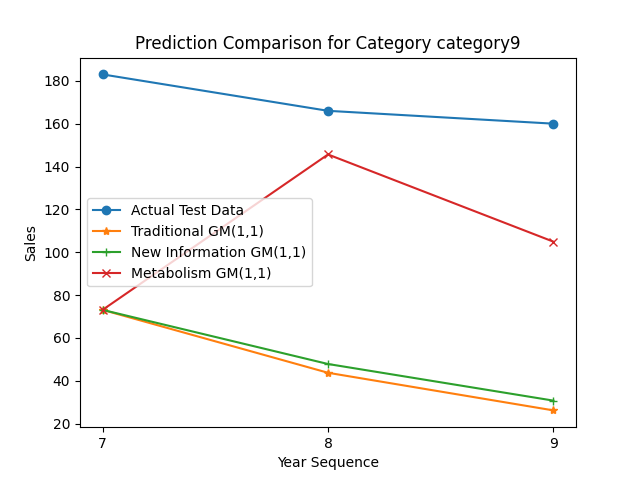 Prediction Comparison for Category category9
180
160
140
120
100
80
60
40
20
Sales
Actual Test Data
Traditional GM(1,1)
New Information GM(1,1)
Metabolism GM(1,1)
7
8
9
Year Sequence